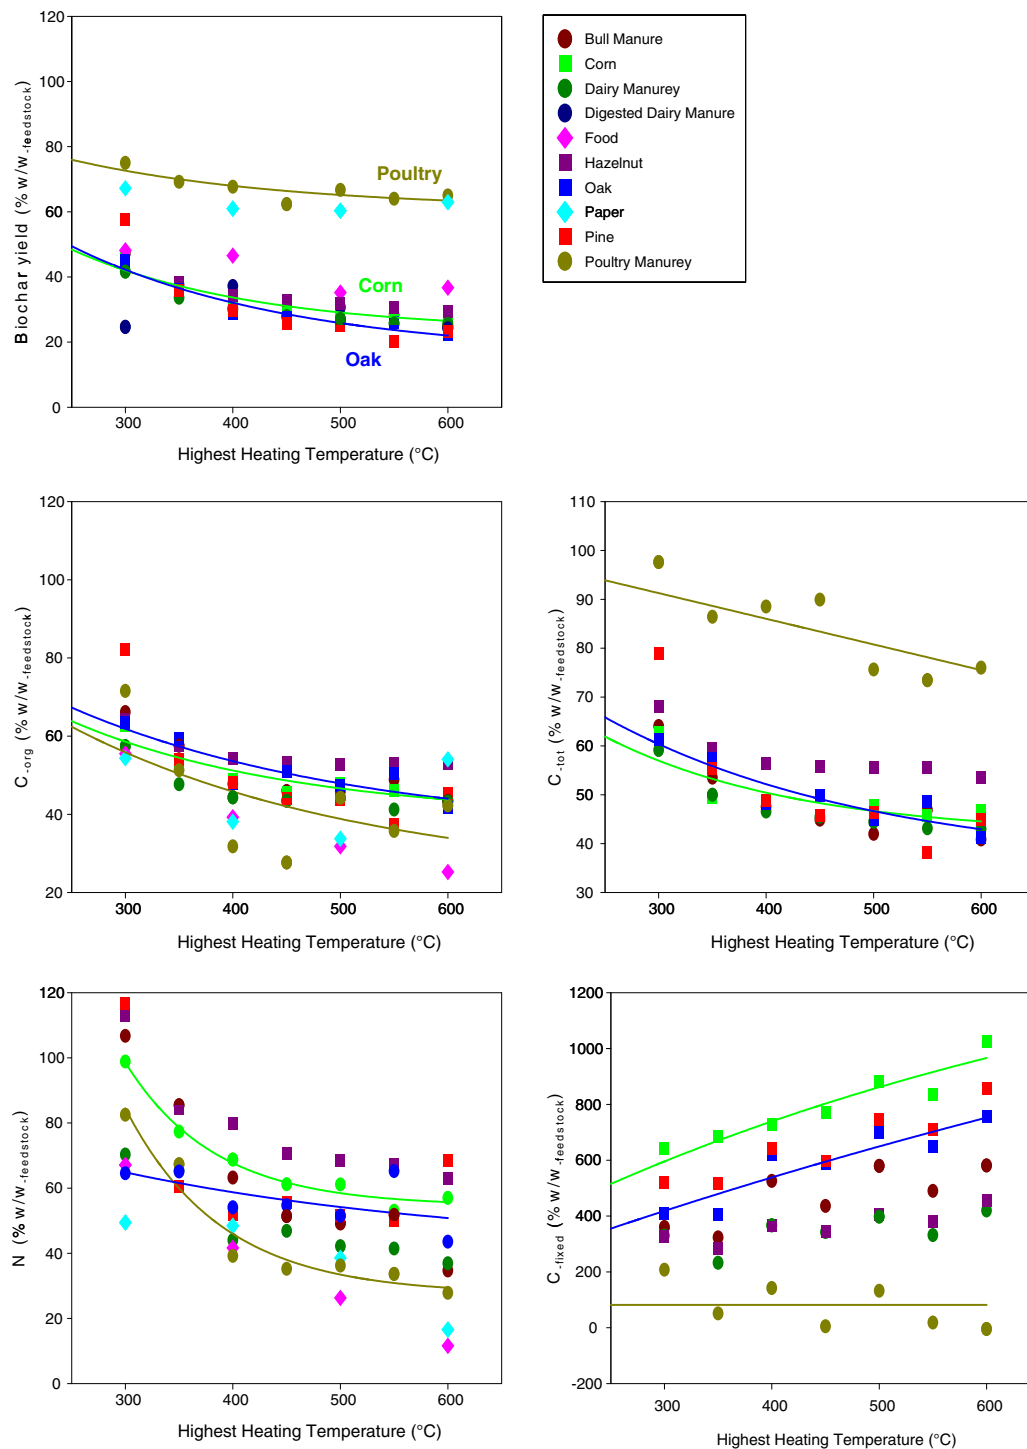 120
100
80
60
40
20
0
300
400
500
600
Biochar yield (% w/w-feedstock)
Highest Heating Temperature (°C)
Poultry
Corn
Oak
Bull Manure
Corn
Dairy Manurey
Digested Dairy Manure
Food
Hazelnut
Oak
Paper
Pine
Poultry Manurey
120
100
80
60
40
20
300
400
500
600
C-org (% w/w-feedstock)
Highest Heating Temperature (°C)
110
100
90
80
70
60
50
40
30
300
400
500
600
C-tot (% w/w-feedstock)
Highest Heating Temperature (°C)
120
100
80
60
40
20
0
300
400
500
600
N (% w/w-feedstock)
Highest Heating Temperature (°C)
1200
1000
800
600
400
200
0
-200
300
400
500
600
C-fixed (% w/w-feedstock)
Highest Heating Temperature (°C)